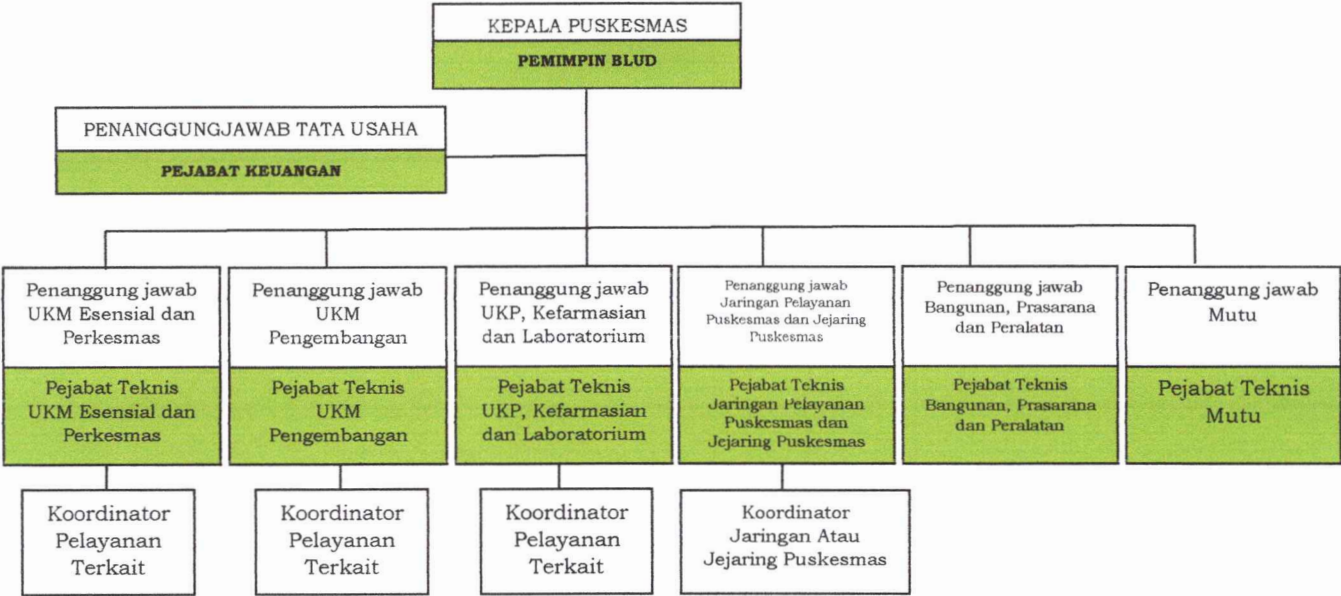 KEPALA PUSKESMAS
PEMIMPIN BLUD
PENANGGUNGJAWAB TATA USAHA
PEJABAT KEUANGAN
Penanggung jawab
UKM Esensial dan
Perkesmas
Pejabat Teknis
UKM Esensial dan
Perkesmas
Koordinator
Pelayanan
Terkait
Penanggung jawab
UKM
Pengembangan
Pejabat Teknis
UKM
Pengembangan
Koordinator
Pelayanan
Terkait
Penanggung jawab
UKP, Kefarmasian
dan Laboratorium
Pejabat Teknis
UKP, Kefarmasian
dan Laboratorium
Koordinator
Pelayanan
Terkait
Penanggung jawab
Jaringan Pelayanan
Puskesmas dan Jejaring
Puskesmas
Pejabat Teknis
Jaringan Pelayanan
Puskesmas dan
Jejaring Puskesmas
Koordinator
Jaringan Atau
Jejaring Puskesmas
Penanggung jawab
Bangunan, Prasarana
dan Peralatan
Pejabat Teknis
Bangunan, Prasarana
dan Peralatan
Penanggung jawab
Mutu
Pejabat Teknis
Mutu